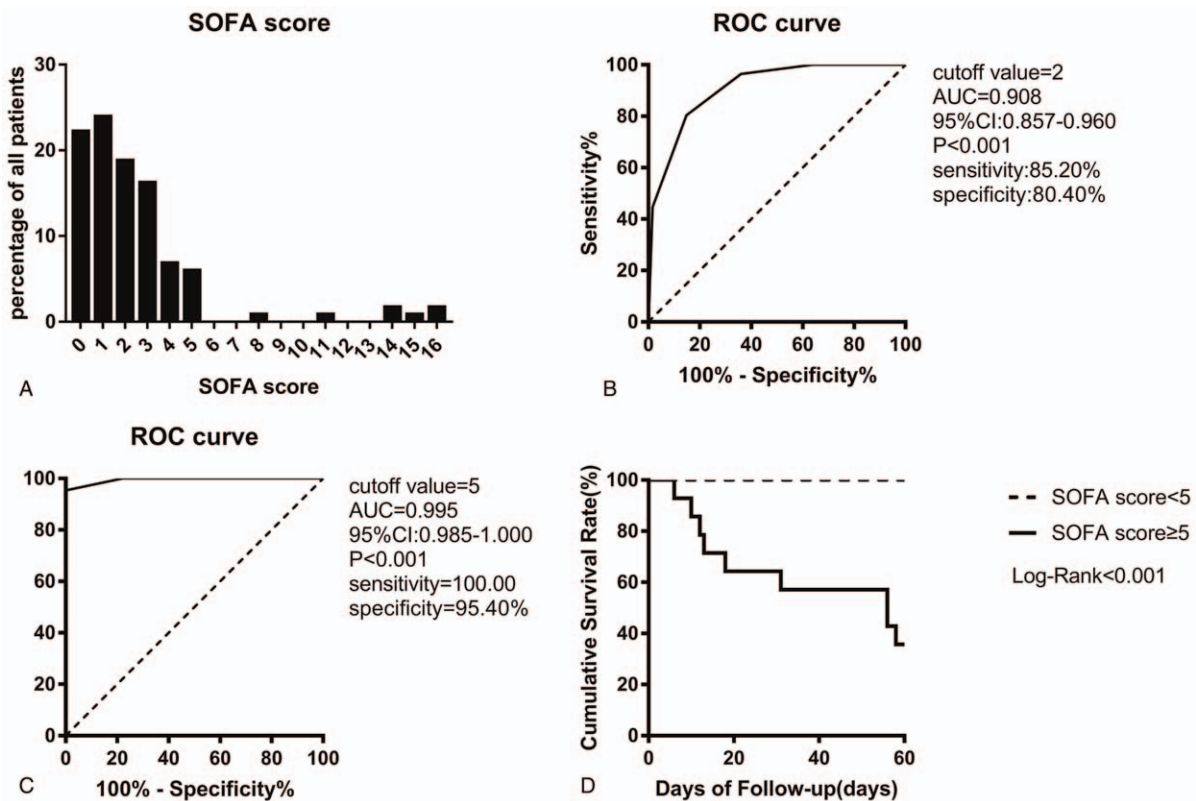 SOFA score
percentage of all patients
30
20
10
0
0 1 2 3 4 5 6 7 8 9 10 11 12 13 14 15 16
SOFA score
A
ROC curve
Sensitivity%
100
80
60
40
20
0
0 20 40 60 80 100
100% - Specificity%
cutoff value=2
AUC=0.908
95%CI:0.857-0.960
P<0.001
sensitivity:85.20%
specificity:80.40%
B
ROC curve
100
80
60
40
20
0
0 20 40 60 80 100
100% - Specificity%
cutoff value=5
AUC=0.995
95%CI:0.985-1.000
P<0.001
sensitivity=100.00
specificity=95.40%
C
Cumulative Survival Rate(%)
100
80
60
40
20
0
0 20 40 60
Days of Follow-up(days)
SOFA score<5
SOFA score≥5
Log-Rank<0.001
D